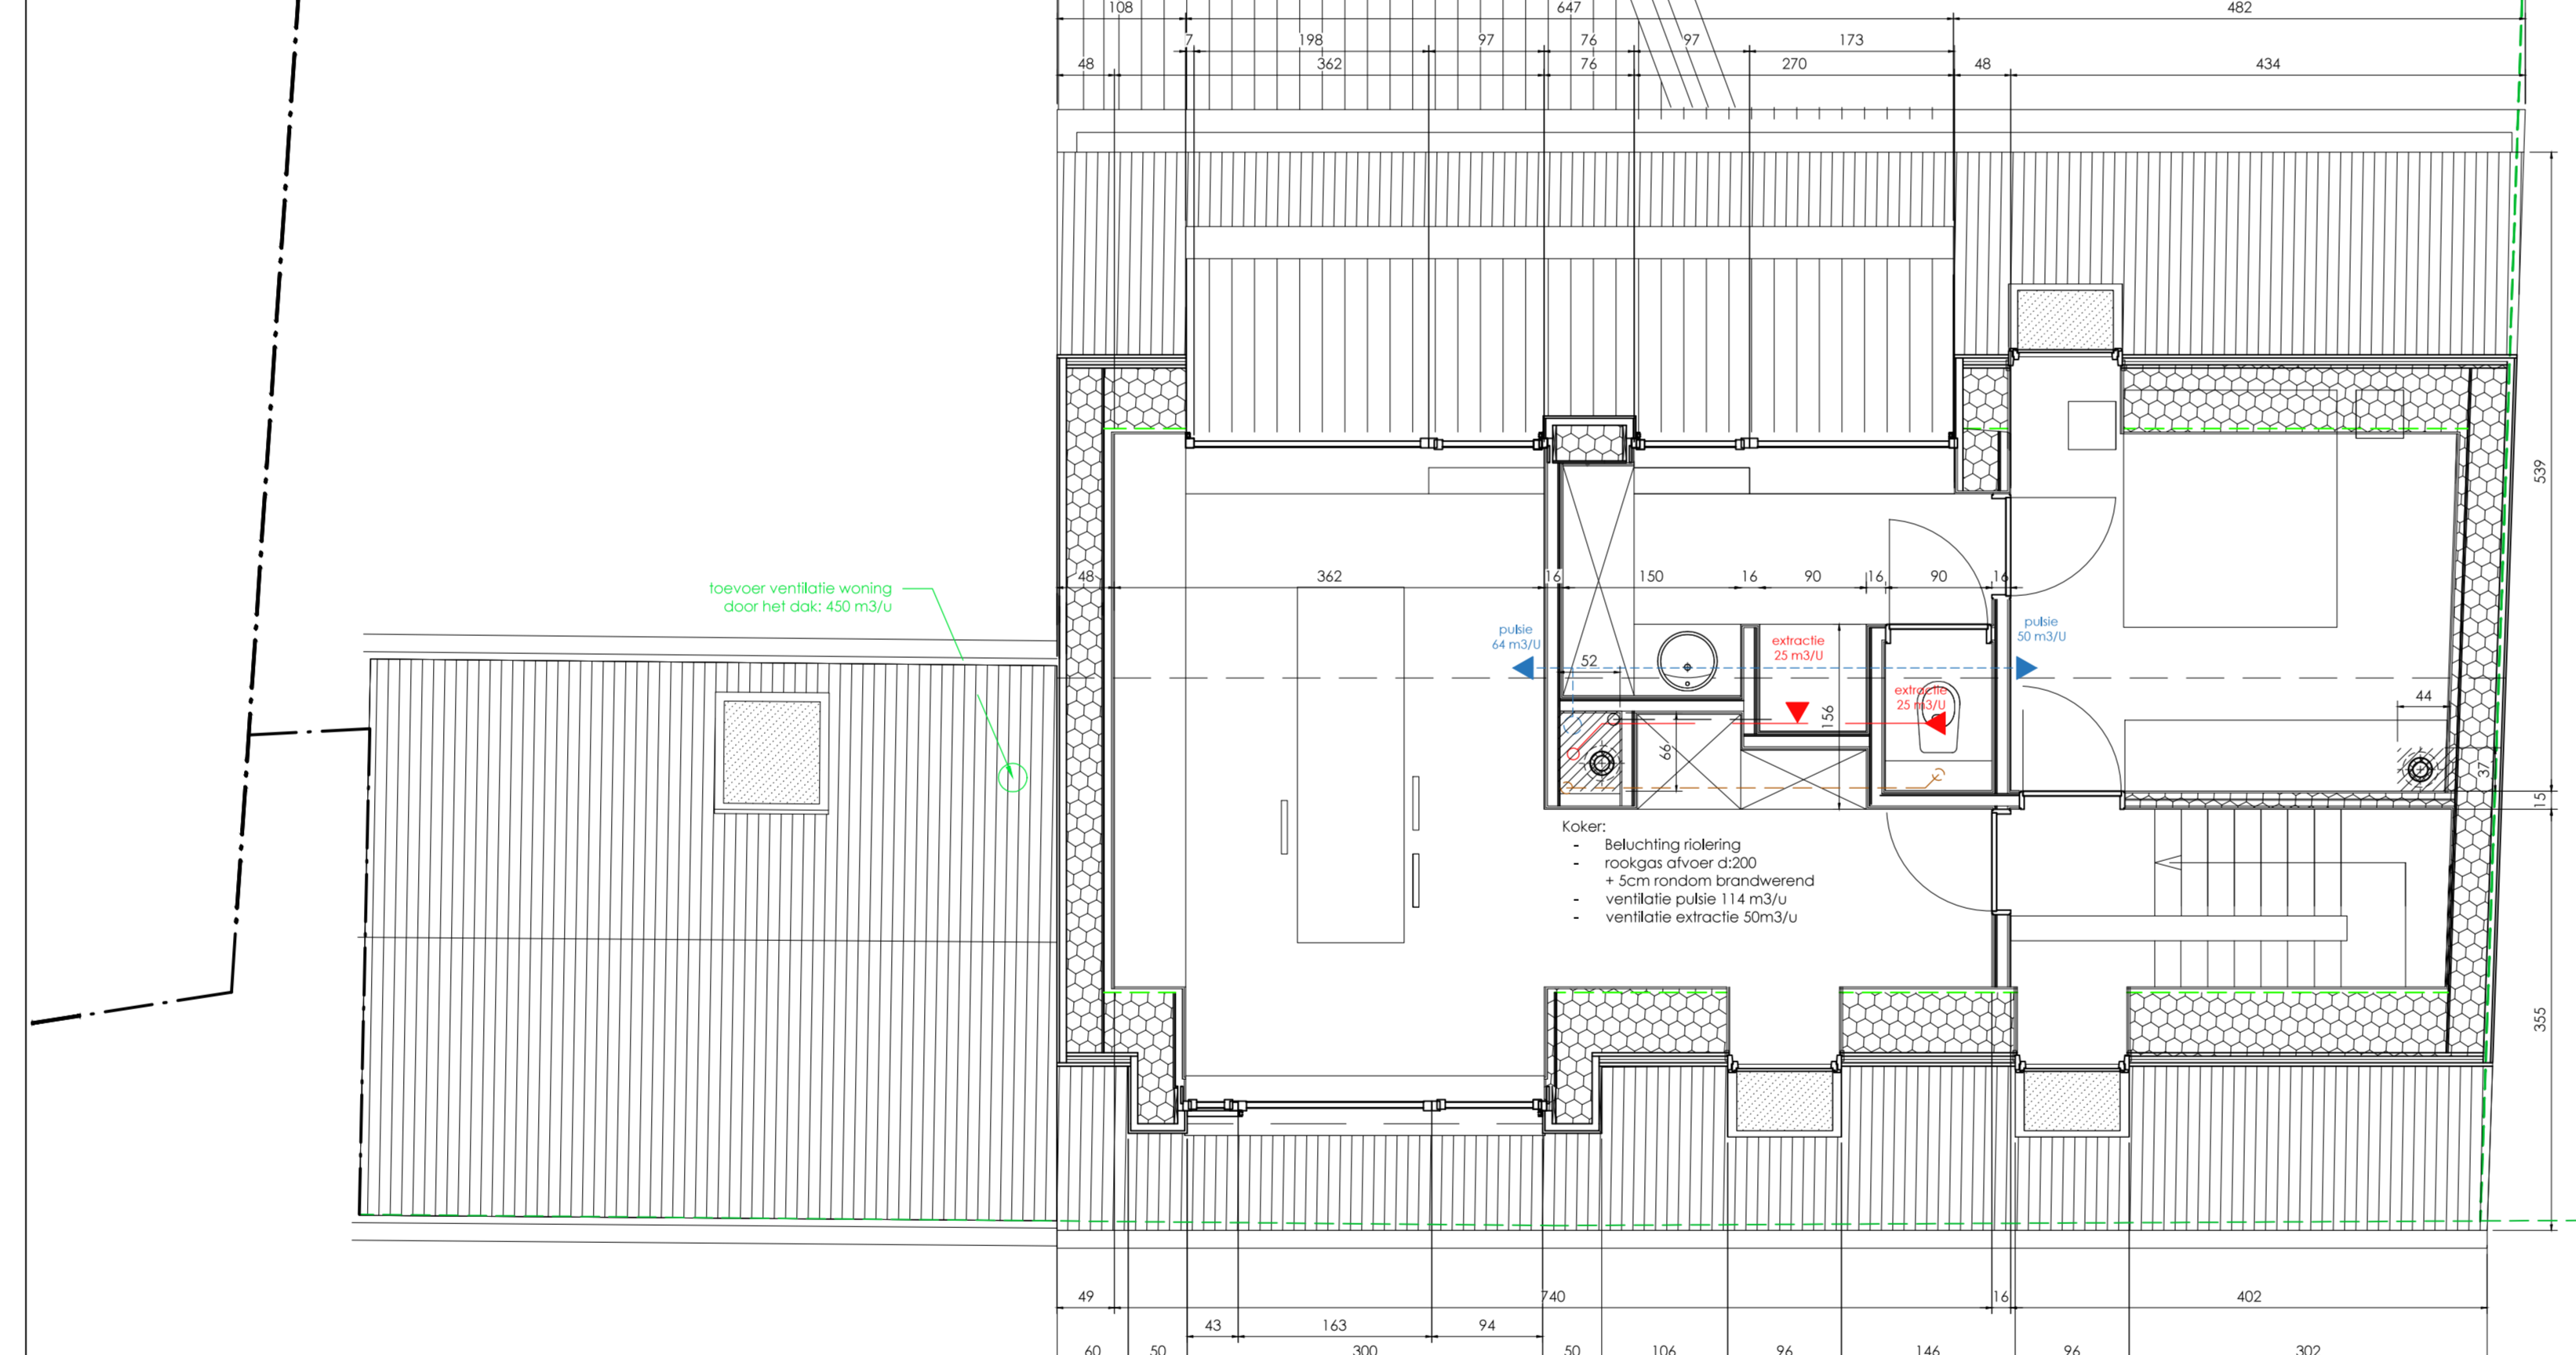 108 647 482
7 198 97 76 97 173
48 362 76 270 48 434
539
toevoer ventilatie woning
door het dak: 450 m3/u
48 362 16 150 16 90 16 90 16
pulsie
64 m3/U
extractie
25 m3/U
pulsie
50 m3/U
52
extractie
25 m3/U
44
156
66
37
15
Koker:
- Beluchting riolering
- rookgas afvoer d:200
+ 5cm rondom brandwerend
- ventilatie pulsie 114 m3/u
- ventilatie extractie 50m3/u
355
49 740 16 402
43 163 94
60 50 300 50 106 96 146 96 302